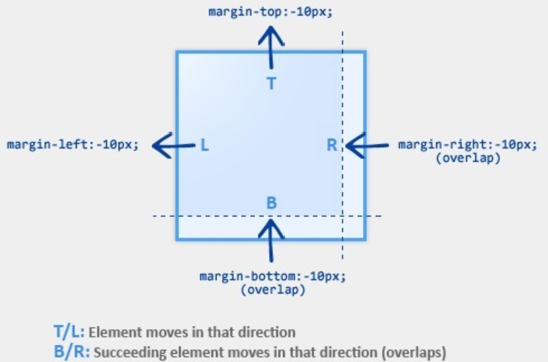 margin-top:-10px;
T
margin-left:-10px;
L
R
margin-right:-10px;
(overlap)
B
margin-bottom:-10px;
(overlap)
T/L: Element moves in that direction
B/R: Succeeding element moves in that direction (overlaps)